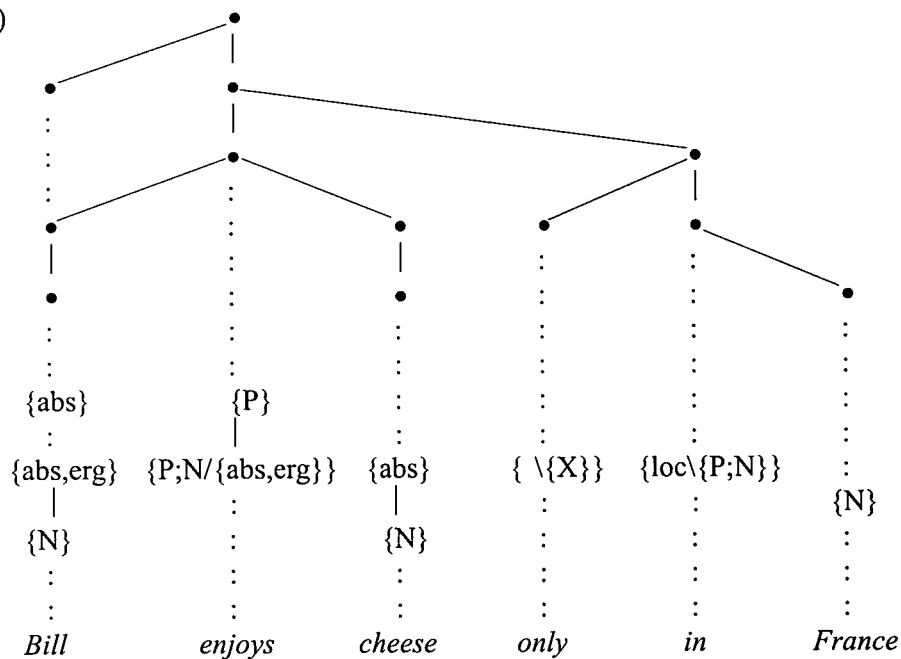 )
{abs} {P}
{abs,erg} {P;N/{abs,erg}} {abs} { \{X}} {loc\{P;N}}
{N} {N} {N}
Bill enjoys cheese only in France